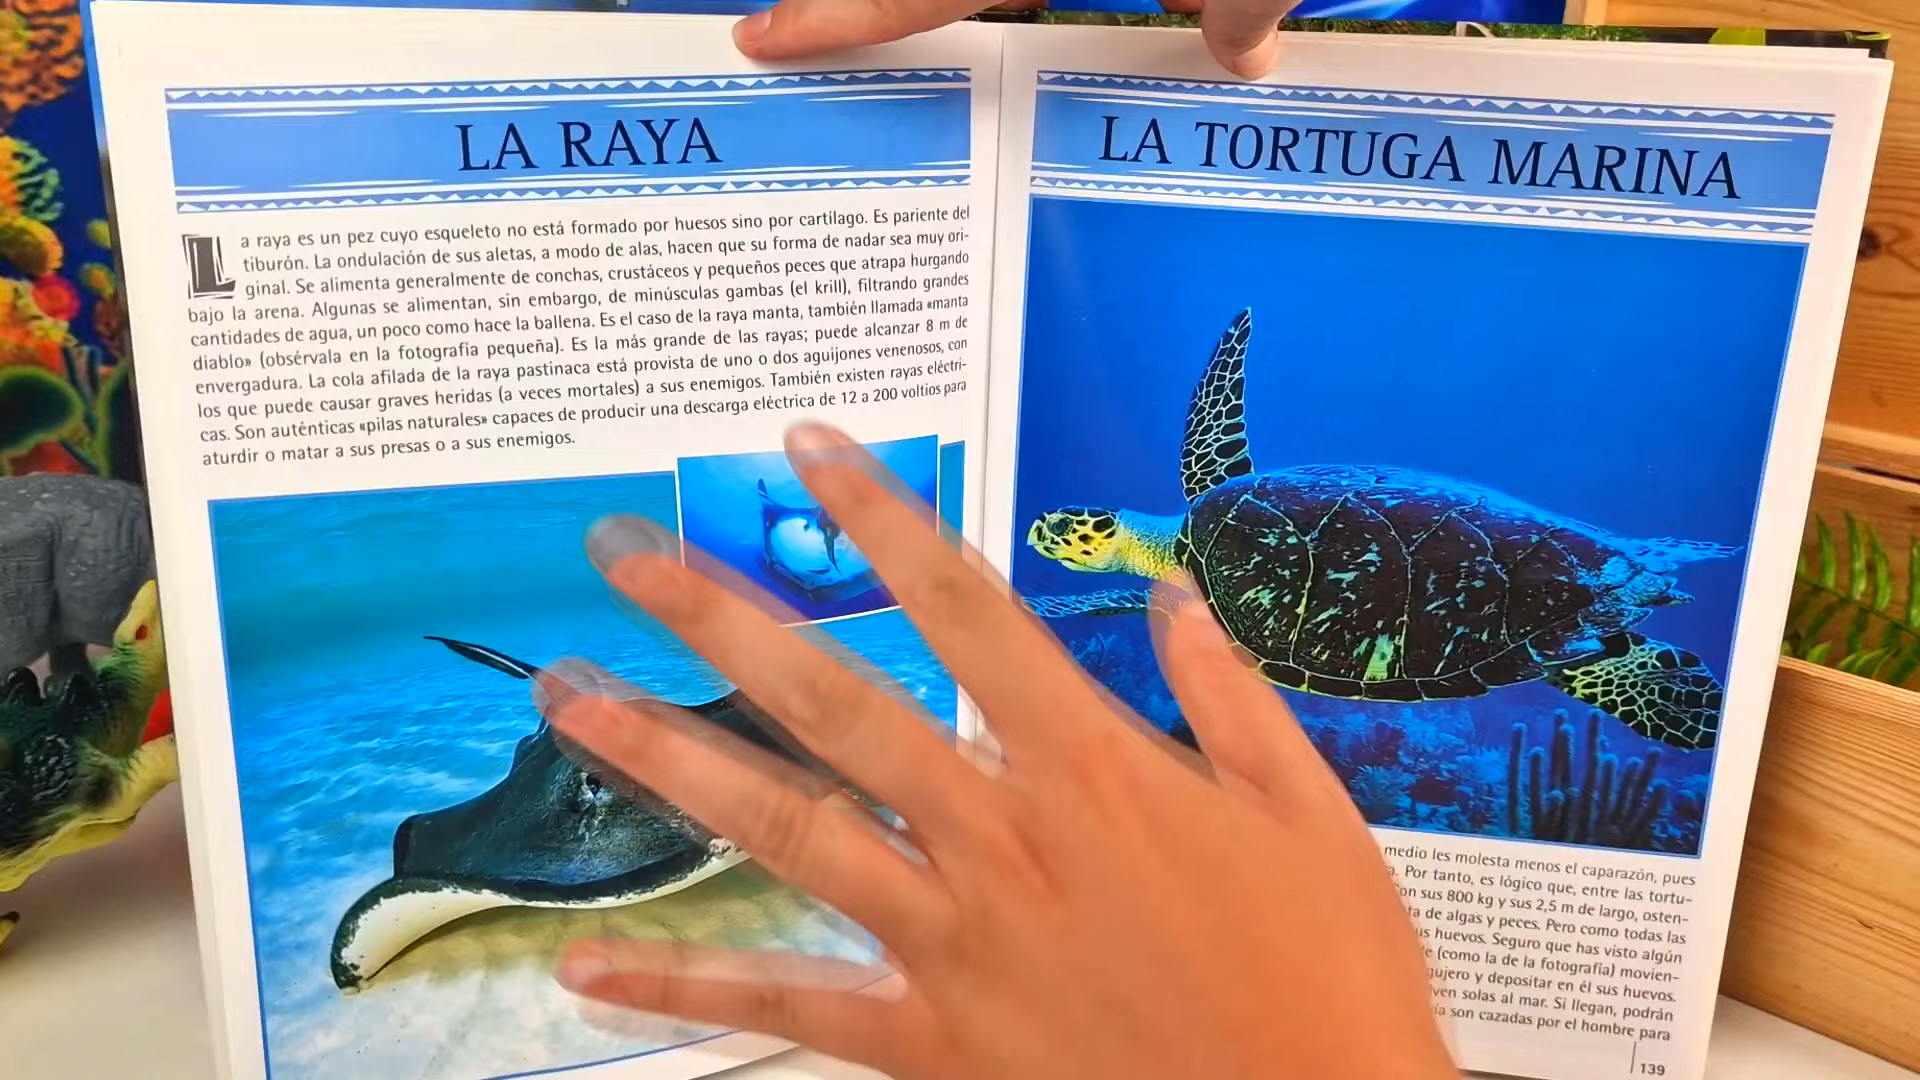 LA RAYA
La raya es un pez cuyo esqueleto no está formado por huesos sino por cartílago. Es pariente del
tiburón. La ondulación de sus aletas, a modo de alas, hacen que su forma de nadar sea muy ori-
ginal. Se alimenta generalmente de conchas, crustáceos y pequeños peces que atrapa hurgando
bajo la arena. Algunas se alimentan, sin embargo, de minúsculas gambas (el krill), filtrando grandes
cantidades de agua, un poco como hace la ballena. Es el caso de la raya manta, también llamada «manta
diablo» (obsérvala en la fotografía pequeña). Es la más grande de las rayas; puede alcanzar 8 m de
envergadura. La cola afilada de la raya pastinaca está provista de uno o dos aguijones venenosos, con
los que puede causar graves heridas (a veces mortales) a sus enemigos. También existen rayas eléctri-
cas. Son auténticas «pilas naturales» capaces de producir una descarga eléctrica de 12 a 200 voltios para
aturdir o matar a sus presas o a sus enemigos.
LA TORTUGA MARINA
medio les molesta menos el caparazón, pues
Por tanto, es lógico que, entre las tortu-
sus 800 kg y sus 2,5 m de largo, osten-
de algas y peces. Pero como todas las
huevos. Seguro que has visto algún
(como la de la fotografía) movien-
y depositar en él sus huevos.
solas al mar. Si llegan, podrán
son cazadas por el hombre para
139